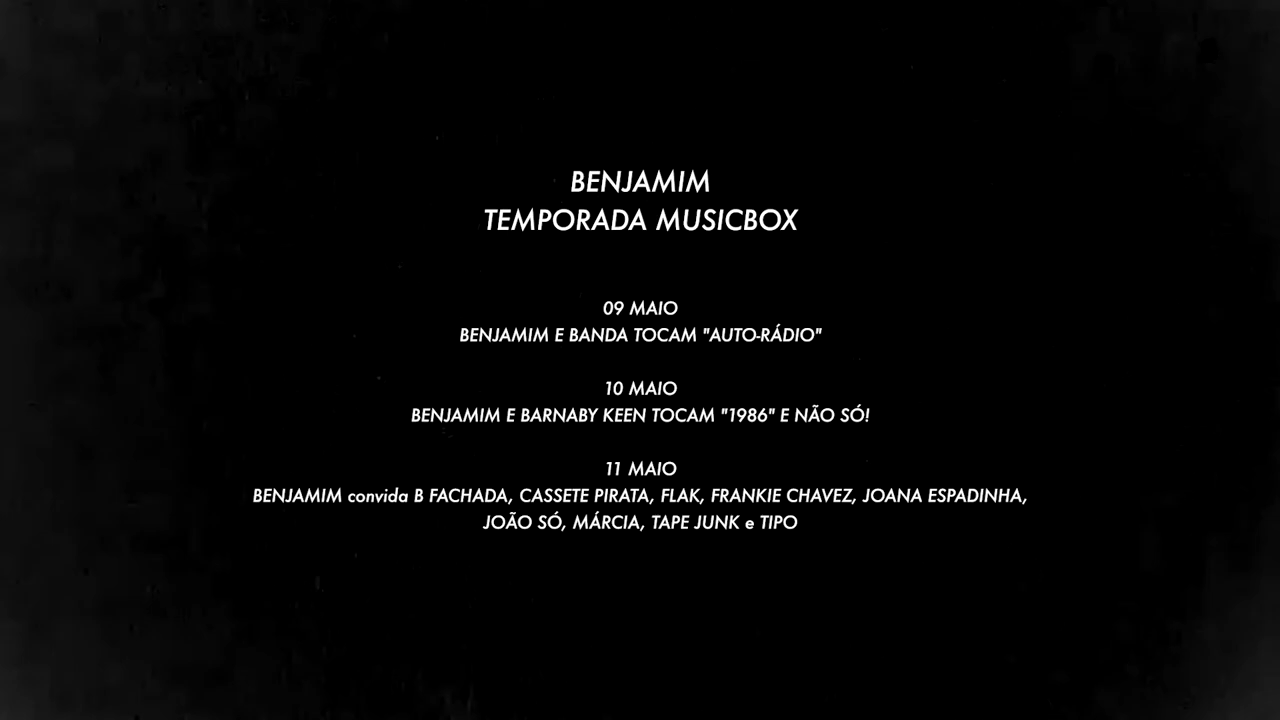 BENJAMIM
TEMPORADA MUSICBOX
09 MAIO
BENJAMIM E BANDA TOCAM "AUTO-RÁDIO"
10 MAIO
BENJAMIM E BARNABY KEEN TOCAM "1986" E NÃO SÓ!
11 MAIO
BENJAMIM convida B FACHADA, CASSETE PIRATA, FLAK, FRANKIE CHAVEZ, JOANA ESPADINHA,
JOÃO SÓ, MÁRCIA, TAPE JUNK e TIPO